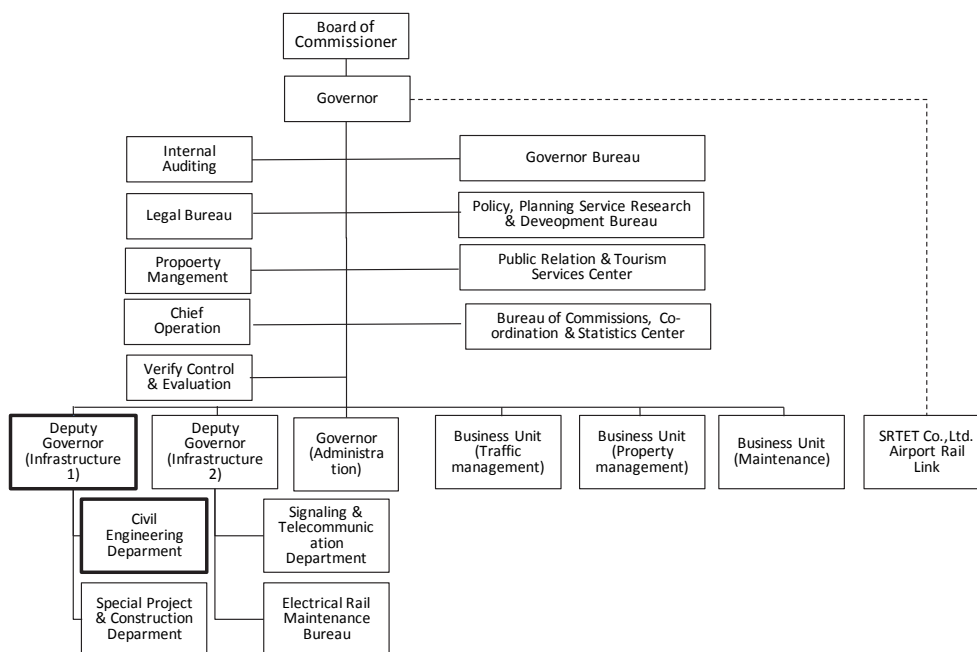 Board of
Commissioner
Governor
Internal
Auditing
Governor Bureau
Legal Bureau
Policy, Planning Service Research
& Deveopment Bureau
Propoerty
Mangement
Public Relation & Tourism
Services Center
Chief
Operation
Bureau of Commissions, Co-
ordination & Statistics Center
Verify Control
& Evaluation
Deputy
Governor
(Infrastructure
1)
Deputy
Governor
(Infrastructure
2)
Governor
(Administra
tion)
Business Unit
(Traffic
management)
Business Unit
(Property
management)
Business Unit
(Maintenance)
SRTET Co.,Ltd.
Airport Rail
Link
Civil
Engineering
Deparment
Signaling &
Telecommunic
ation
Department
Special Project
& Construction
Deparment
Electrical Rail
Maintenance
Bureau